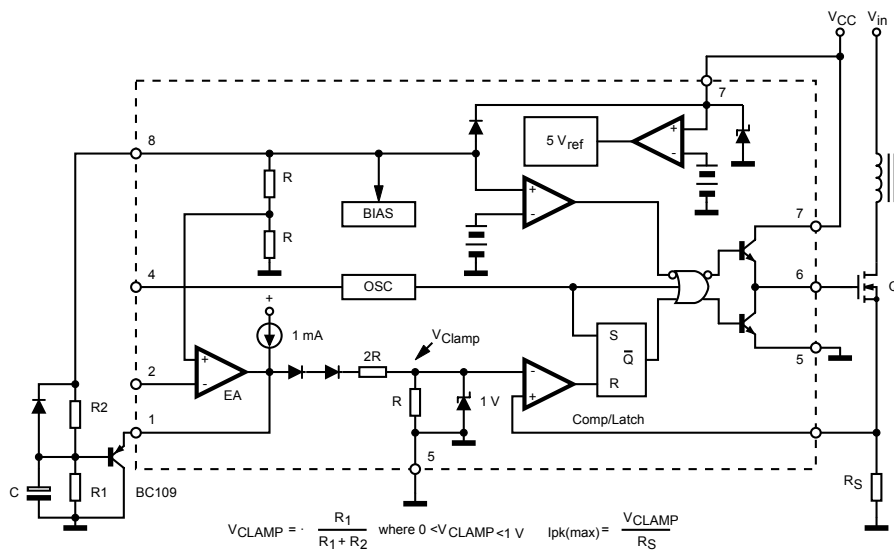 VCC
Vin
7
8
R
5 Vref
+
-
BIAS
+
-
R
7
4
OSC
6
+
1 mA
VClamp
S
Q̅
R
5
2R
2
+
-
EA
R
1 V
-
+
Comp/Latch
R2
1
5
C
R1
BC109
RS
VCLAMP = · R1 / R1 + R2 where 0 <VCLAMP<1 V Ipk(max) = VCLAMP / RS